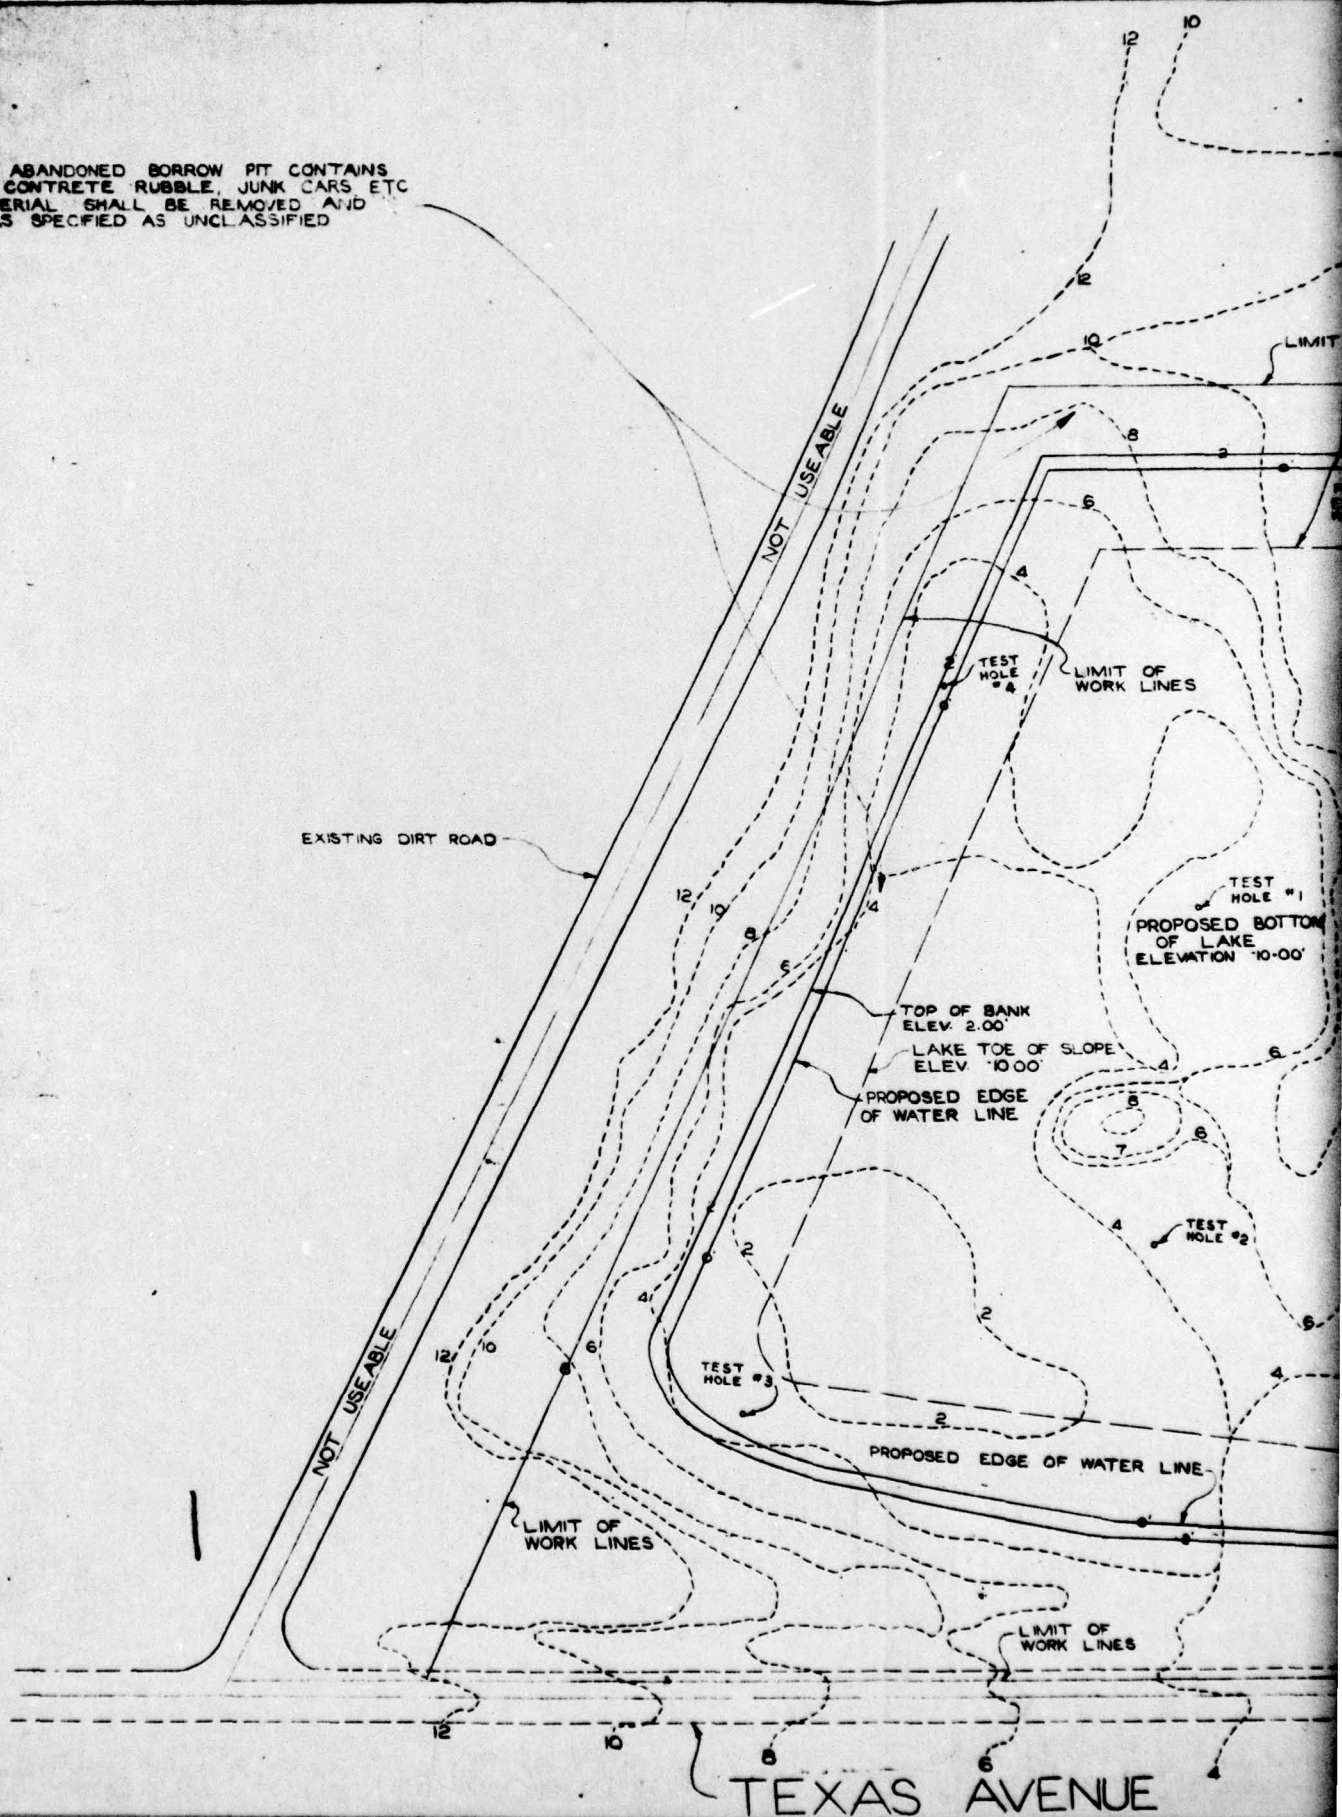 10
12
ABANDONED BORROW PIT CONTAINS
CONTRETE RUBBLE, JUNK CARS, ETC
ERIAL SHALL BE REMOVED AND
S SPECIFIED AS UNCLASSIFIED
12
10
LIMIT
NOT USEABLE
8
2
6
4
2
TEST
HOLE
#4
LIMIT OF
WORK LINES
EXISTING DIRT ROAD
12
10
8
6
4
TEST
HOLE #1
PROPOSED BOTTOM
OF LAKE
ELEVATION -10.00'
TOP OF BANK
ELEV. 2.00'
LAKE TOE OF SLOPE
ELEV. -10.00'
PROPOSED EDGE
OF WATER LINE
4
6
8
7
6
4
TEST
HOLE #2
2
2
2
4
6
12
10
6
4
NOT USEABLE
TEST
HOLE #3
2
PROPOSED EDGE OF WATER LINE
LIMIT OF
WORK LINES
LIMIT OF
WORK LINES
12
10
8
6
4
TEXAS AVENUE